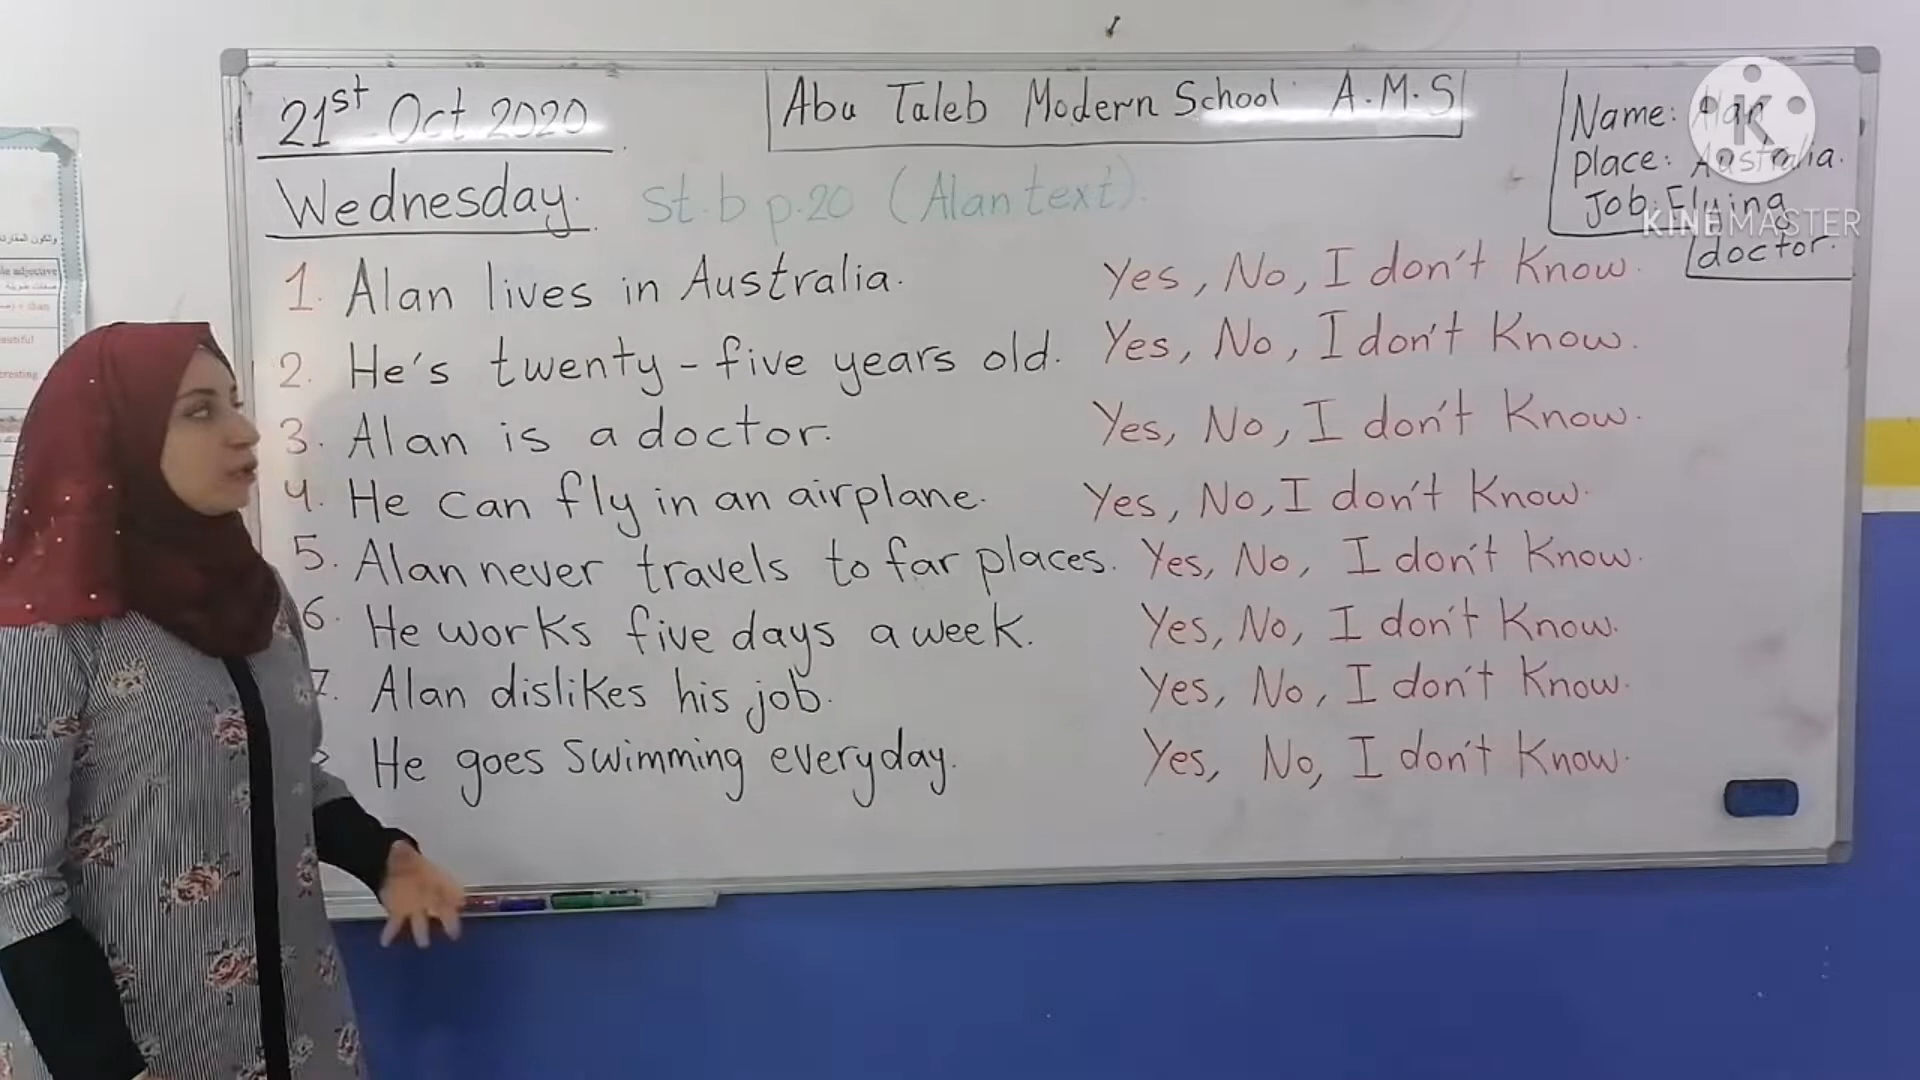 21st Oct 2020
Abu Taleb Modern School A.M.S
Name: Alan
Place: Australia.
Job: Flying
doctor.
KINEMASTER
Wednesday.
st.b p.20 (Alan text).
1. Alan lives in Australia. Yes, No, I don't Know.
2. He's twenty-five years old. Yes, No, I don't Know.
3. Alan is a doctor. Yes, No, I don't Know.
4. He can fly in an airplane. Yes, No, I don't Know.
5. Alan never travels to far places. Yes, No, I don't Know.
6. He works five days a week. Yes, No, I don't Know.
7. Alan dislikes his job. Yes, No, I don't Know.
He goes swimming everyday. Yes, No, I don't Know.
adjective
than